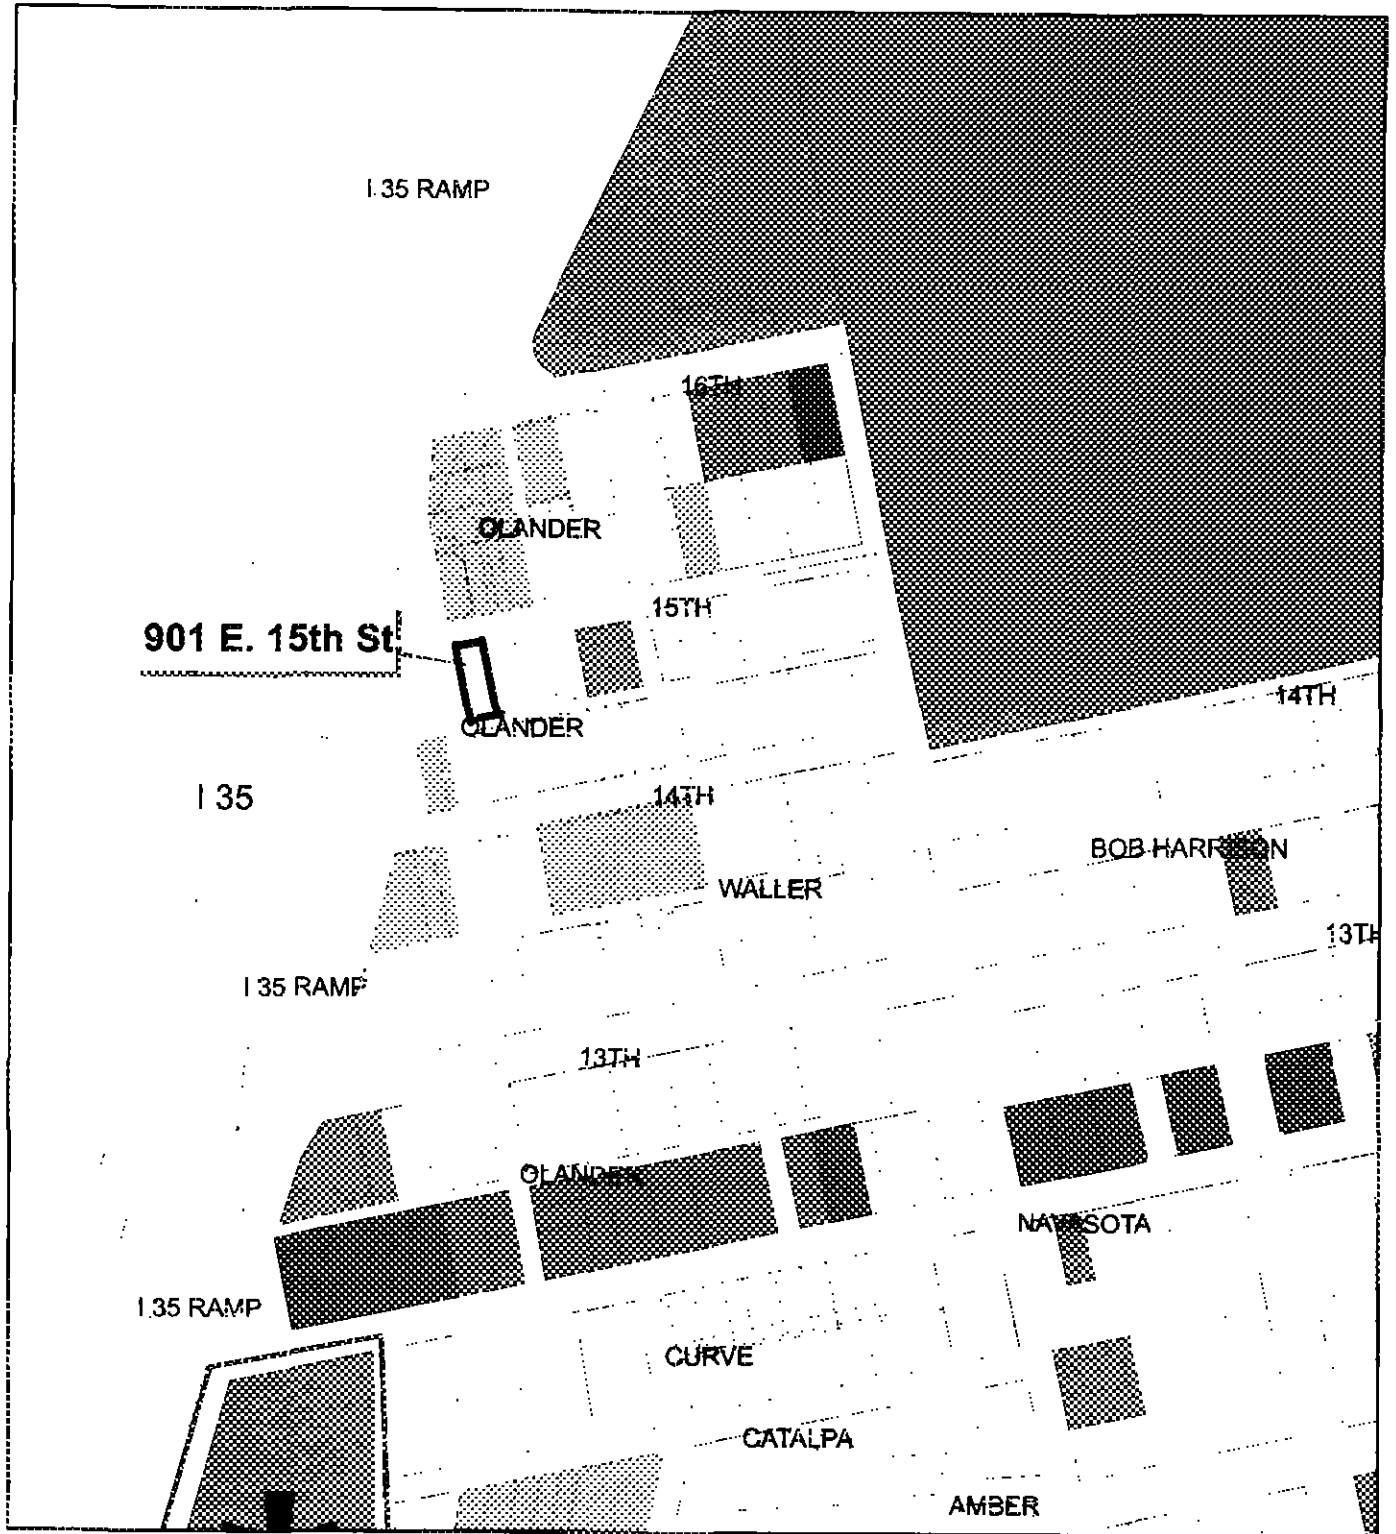 I 35 RAMP
16TH
OLANDER
15TH
901 E. 15th St
14TH
OLANDER
I 35
14TH
BOB HARRISON
WALLER
13TH
I 35 RAMP
13TH
OLANDER
NAVASOTA
I 35 RAMP
CURVE
CATALPA
AMBER